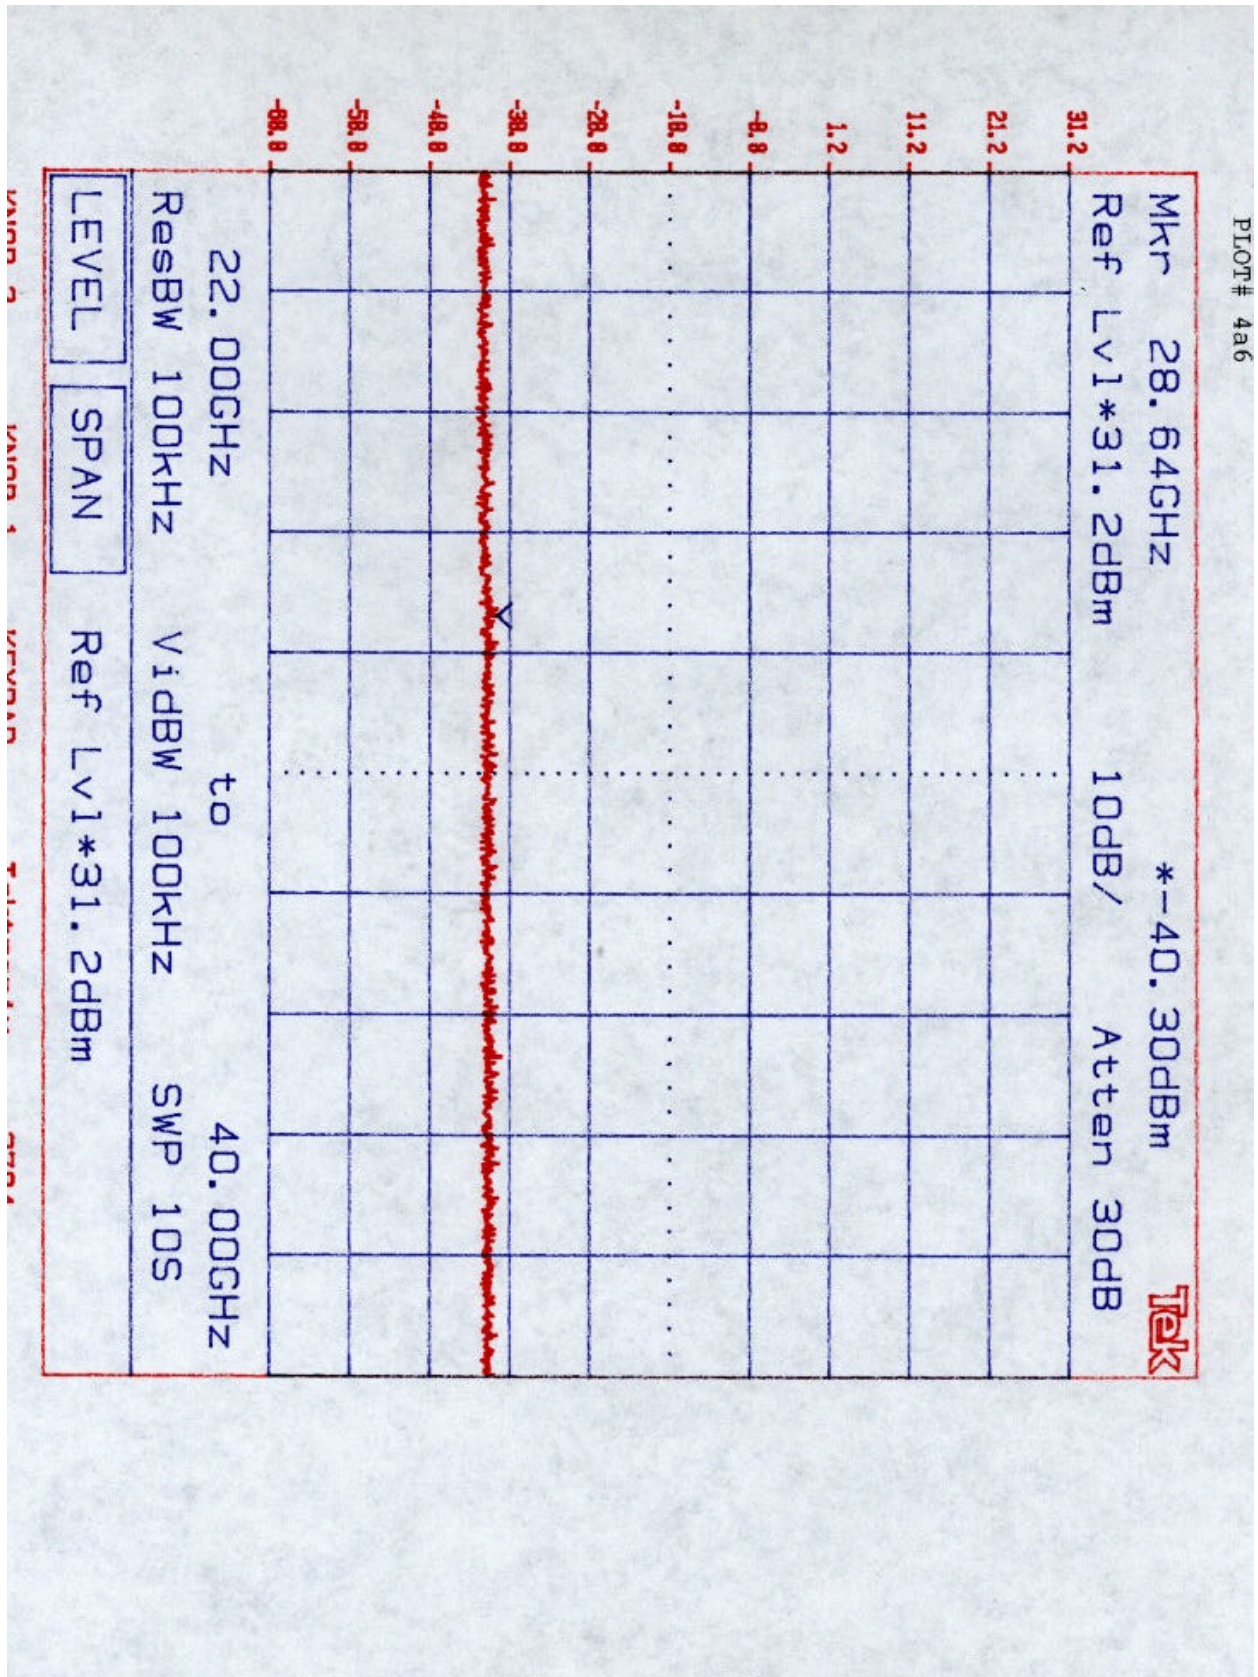 PLOT# 4a6
Mkr 28.64GHz *-40.30dBm Tek
Ref Lvl*31.2dBm 10dB/ Atten 30dB
31.2
21.2
11.2
1.2
-8.8
-18.8
-28.8
-38.8
-48.8
-58.8
-68.8
22.00GHz to 40.00GHz
ResBW 100kHz VidBW 100kHz SWP 10S
LEVEL SPAN Ref Lvl*31.2dBm